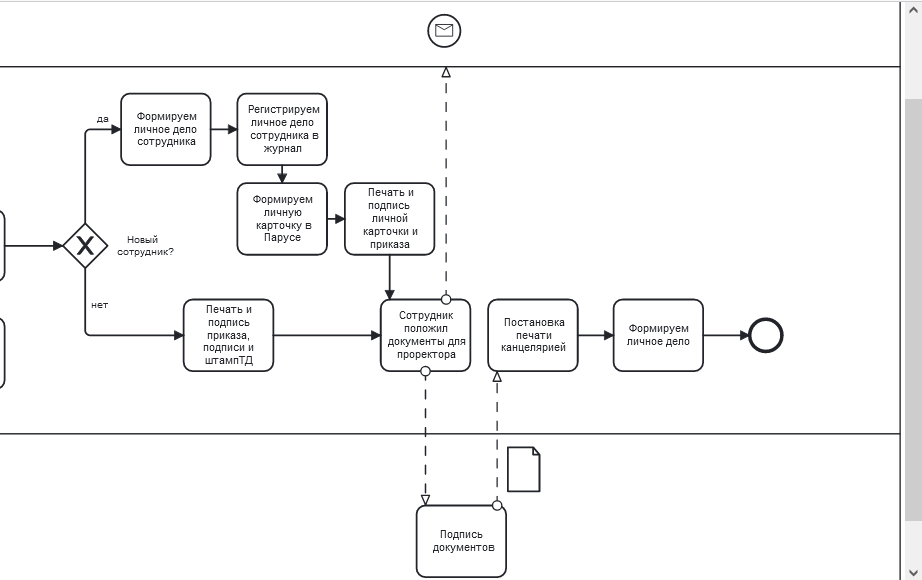 да
Формируем
личное дело
сотрудника
Регистрируем
личное дело
сотрудника в
журнал
Новый
сотрудник?
Формируем
личную
карточку в
Парусе
Печать и
подпись
личной
карточки и
приказа
нет
Печать и
подпись
приказа,
подписи и
штампТД
Сотрудник
положил
документы для
проректора
Постановка
печати
канцелярией
Формируем
личное дело
Подпись
документов